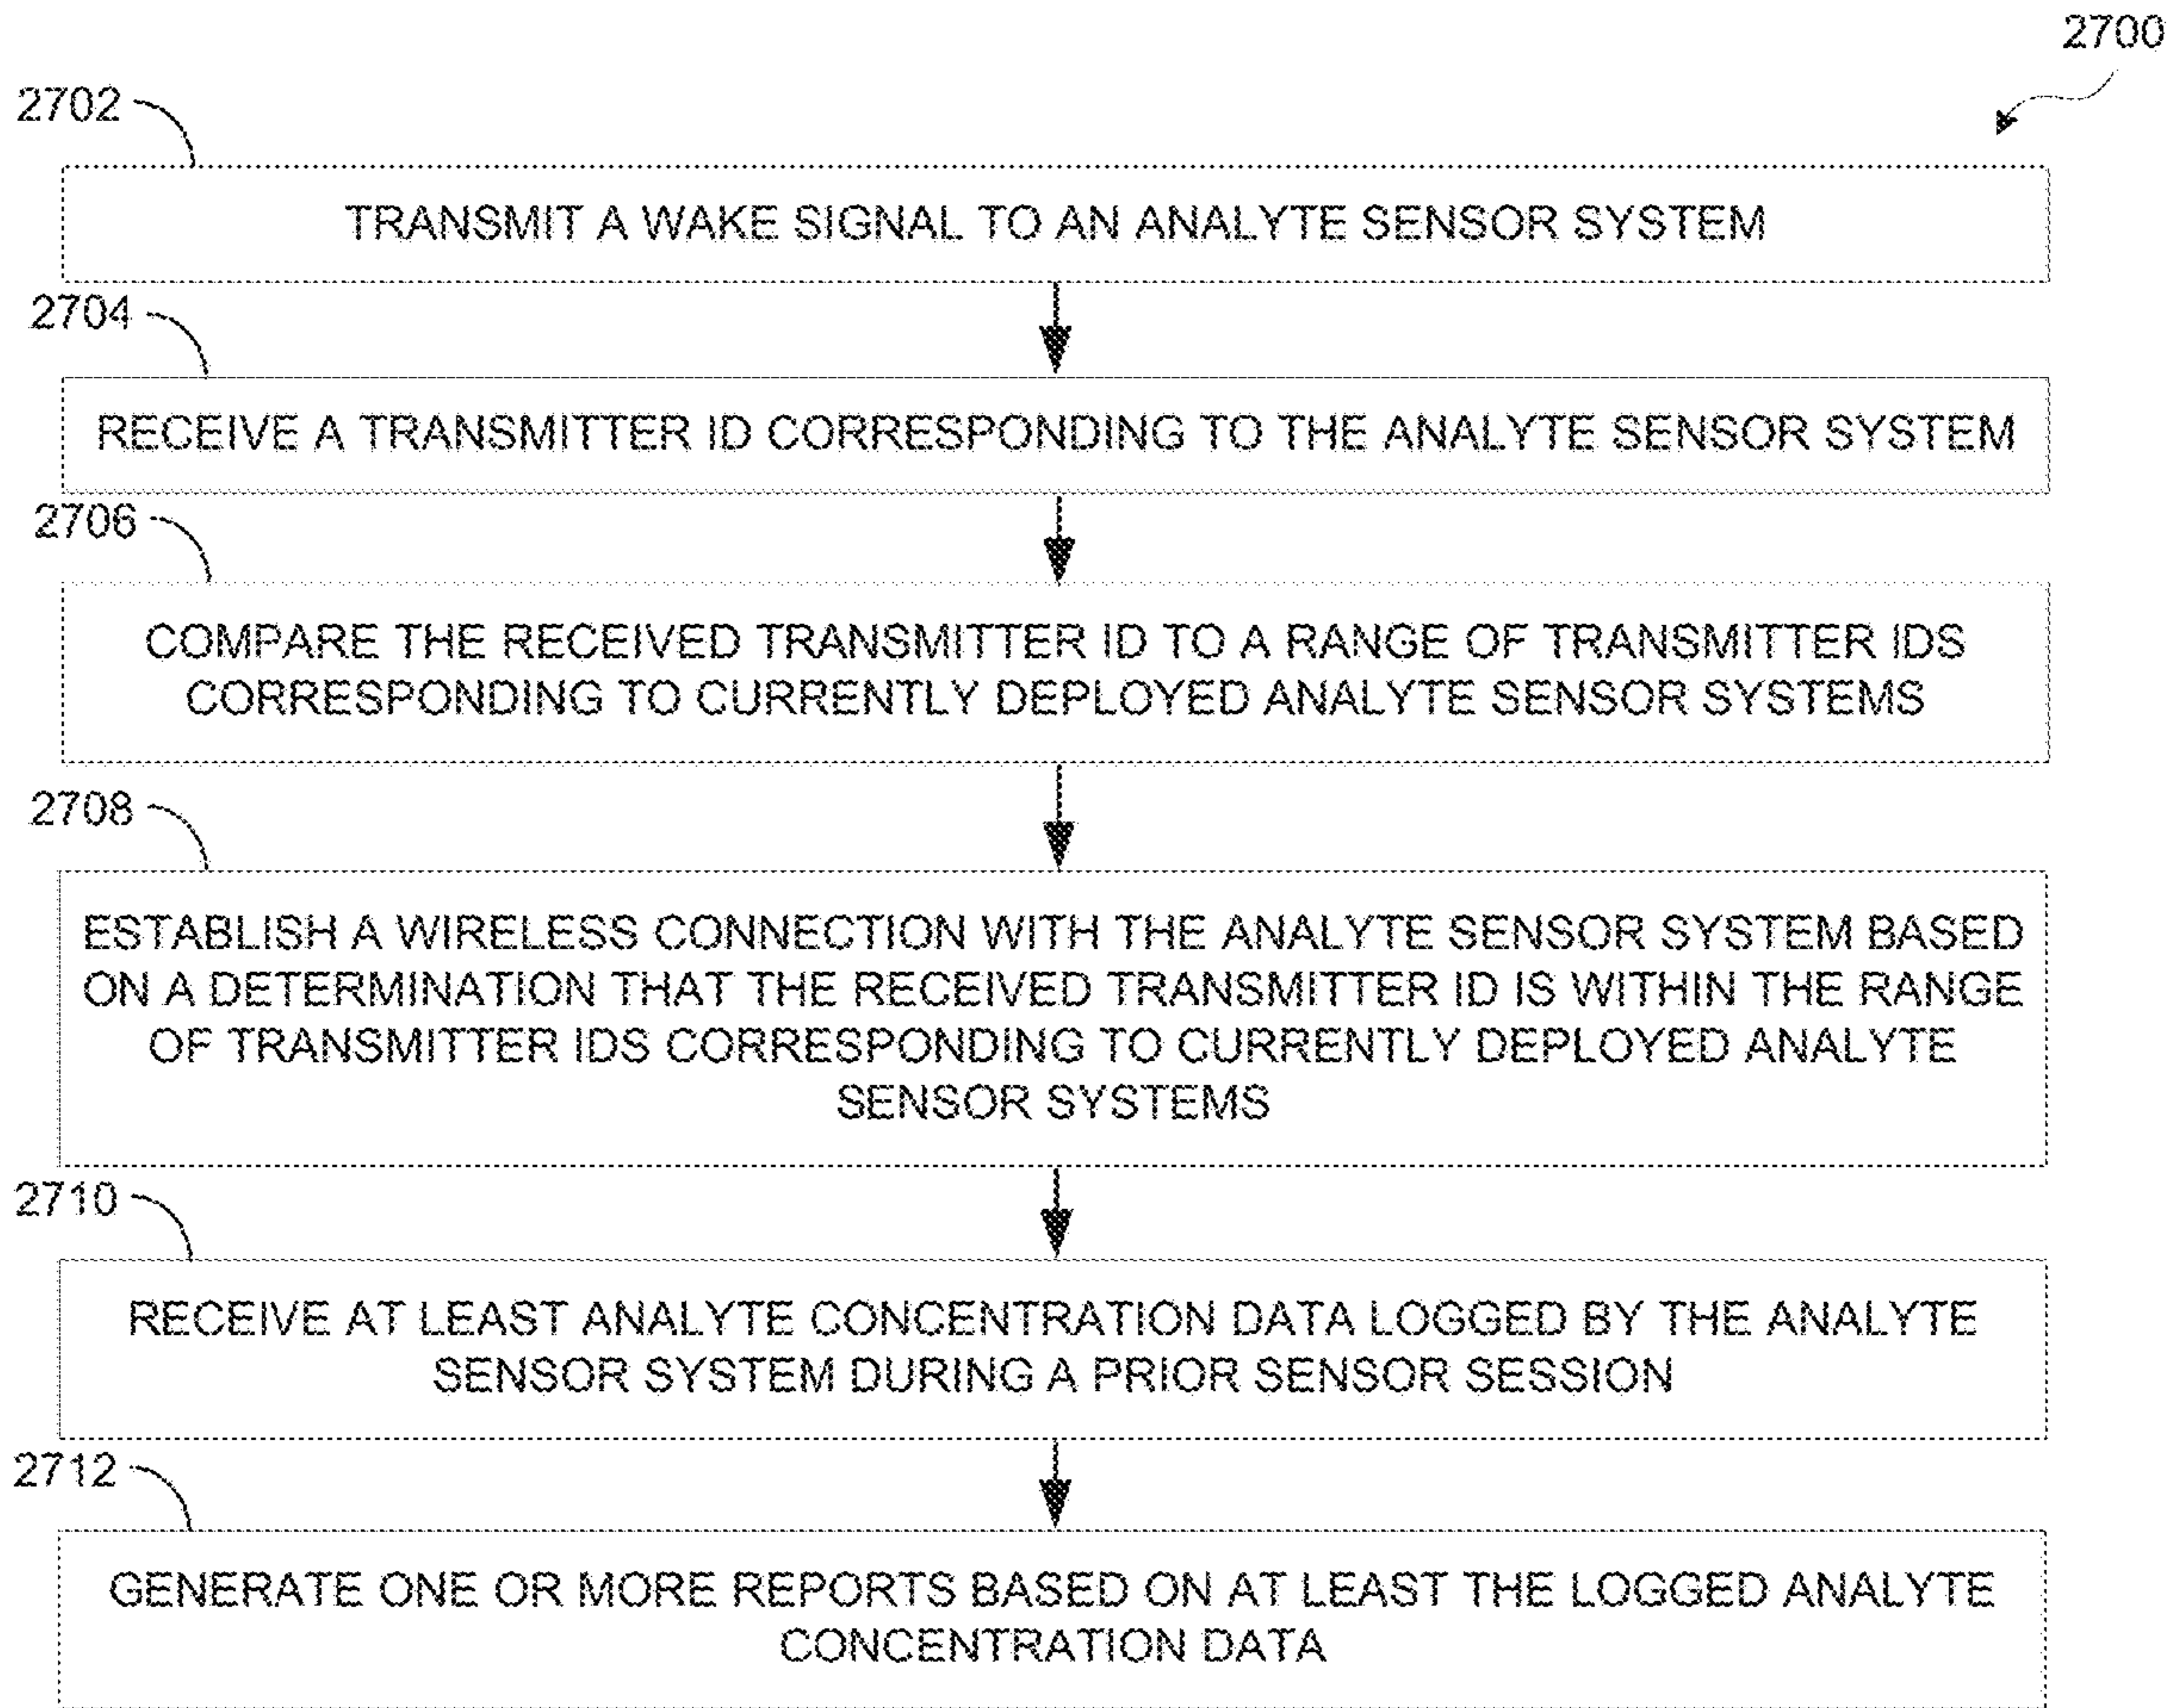 2700
2702
TRANSMIT A WAKE SIGNAL TO AN ANALYTE SENSOR SYSTEM
2704
RECEIVE A TRANSMITTER ID CORRESPONDING TO THE ANALYTE SENSOR SYSTEM
2706
COMPARE THE RECEIVED TRANSMITTER ID TO A RANGE OF TRANSMITTER IDS
CORRESPONDING TO CURRENTLY DEPLOYED ANALYTE SENSOR SYSTEMS
2708
ESTABLISH A WIRELESS CONNECTION WITH THE ANALYTE SENSOR SYSTEM BASED
ON A DETERMINATION THAT THE RECEIVED TRANSMITTER ID IS WITHIN THE RANGE
OF TRANSMITTER IDS CORRESPONDING TO CURRENTLY DEPLOYED ANALYTE
SENSOR SYSTEMS
2710
RECEIVE AT LEAST ANALYTE CONCENTRATION DATA LOGGED BY THE ANALYTE
SENSOR SYSTEM DURING A PRIOR SENSOR SESSION
2712
GENERATE ONE OR MORE REPORTS BASED ON AT LEAST THE LOGGED ANALYTE
CONCENTRATION DATA